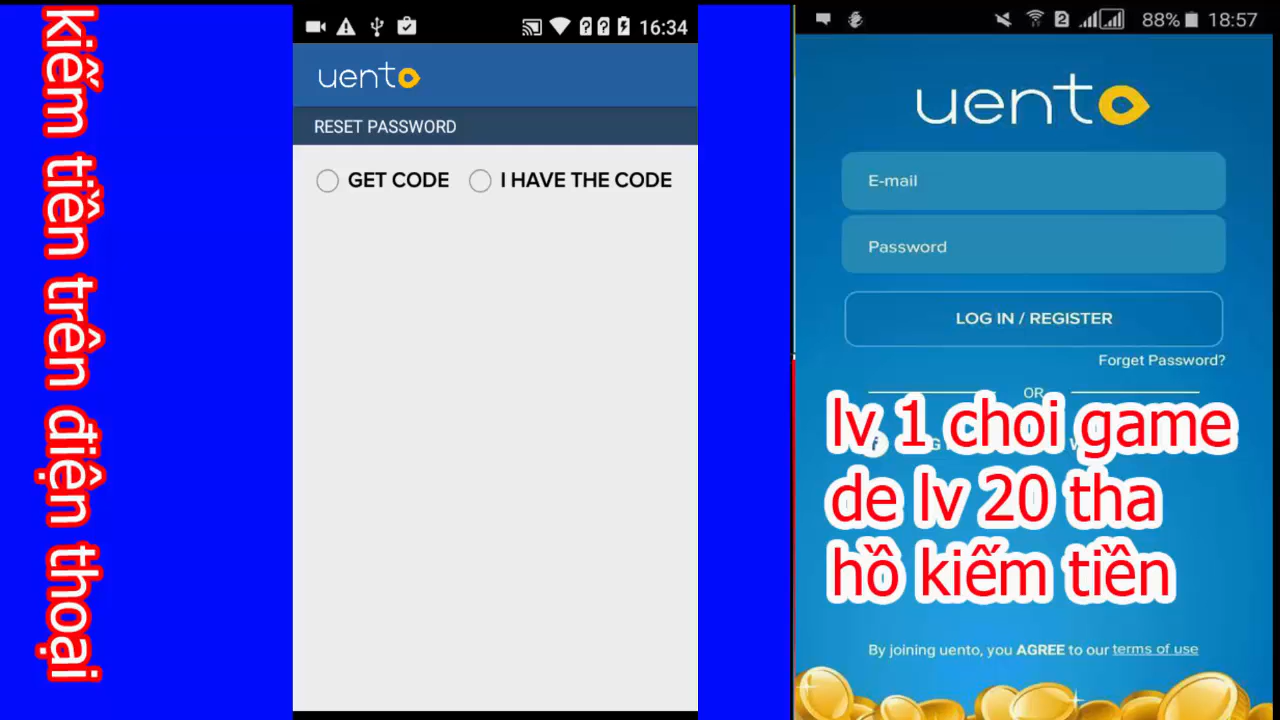 kiếm tiền trên điện thoại
16:34
uento
RESET PASSWORD
GET CODE
I HAVE THE CODE
2
88%
18:57
uento
E-mail
Password
LOG IN / REGISTER
Forget Password?
OR
lv 1 choi game
de lv 20 tha
hồ kiếm tiền
By joining uento, you AGREE to our terms of use